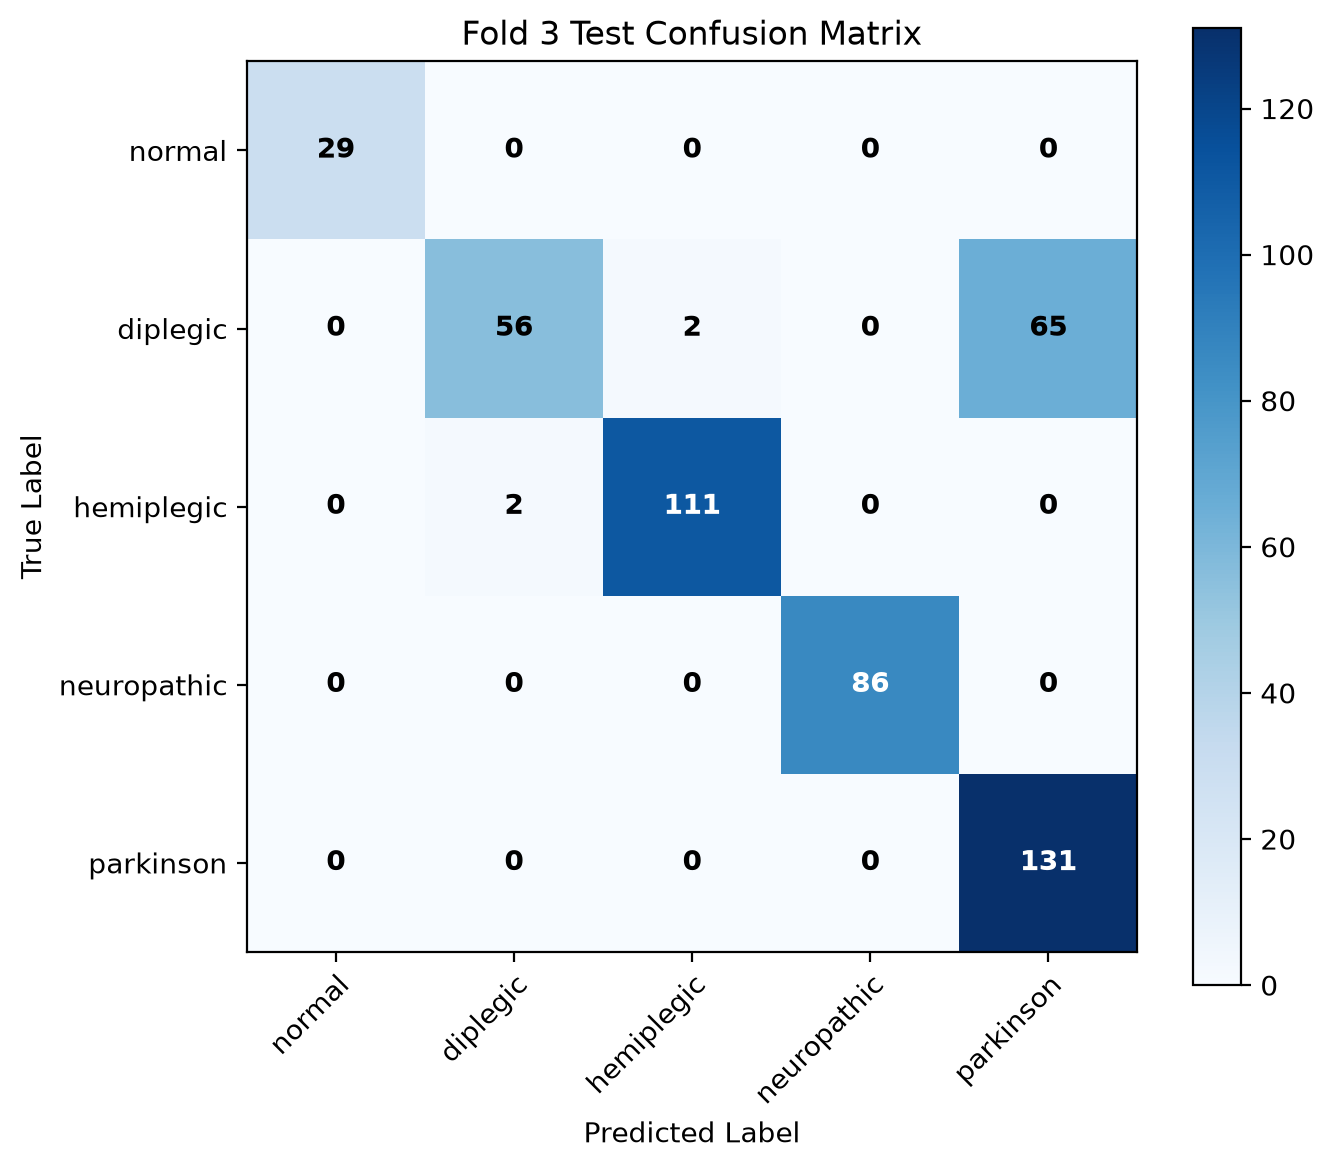 Fold 3 Test Confusion Matrix
True Label
normal 29 0 0 0 0
diplegic 0 56 2 0 65
hemiplegic 0 2 111 0 0
neuropathic 0 0 0 86 0
parkinson 0 0 0 0 131
normal diplegic hemiplegic neuropathic parkinson
Predicted Label
120
100
80
60
40
20
0